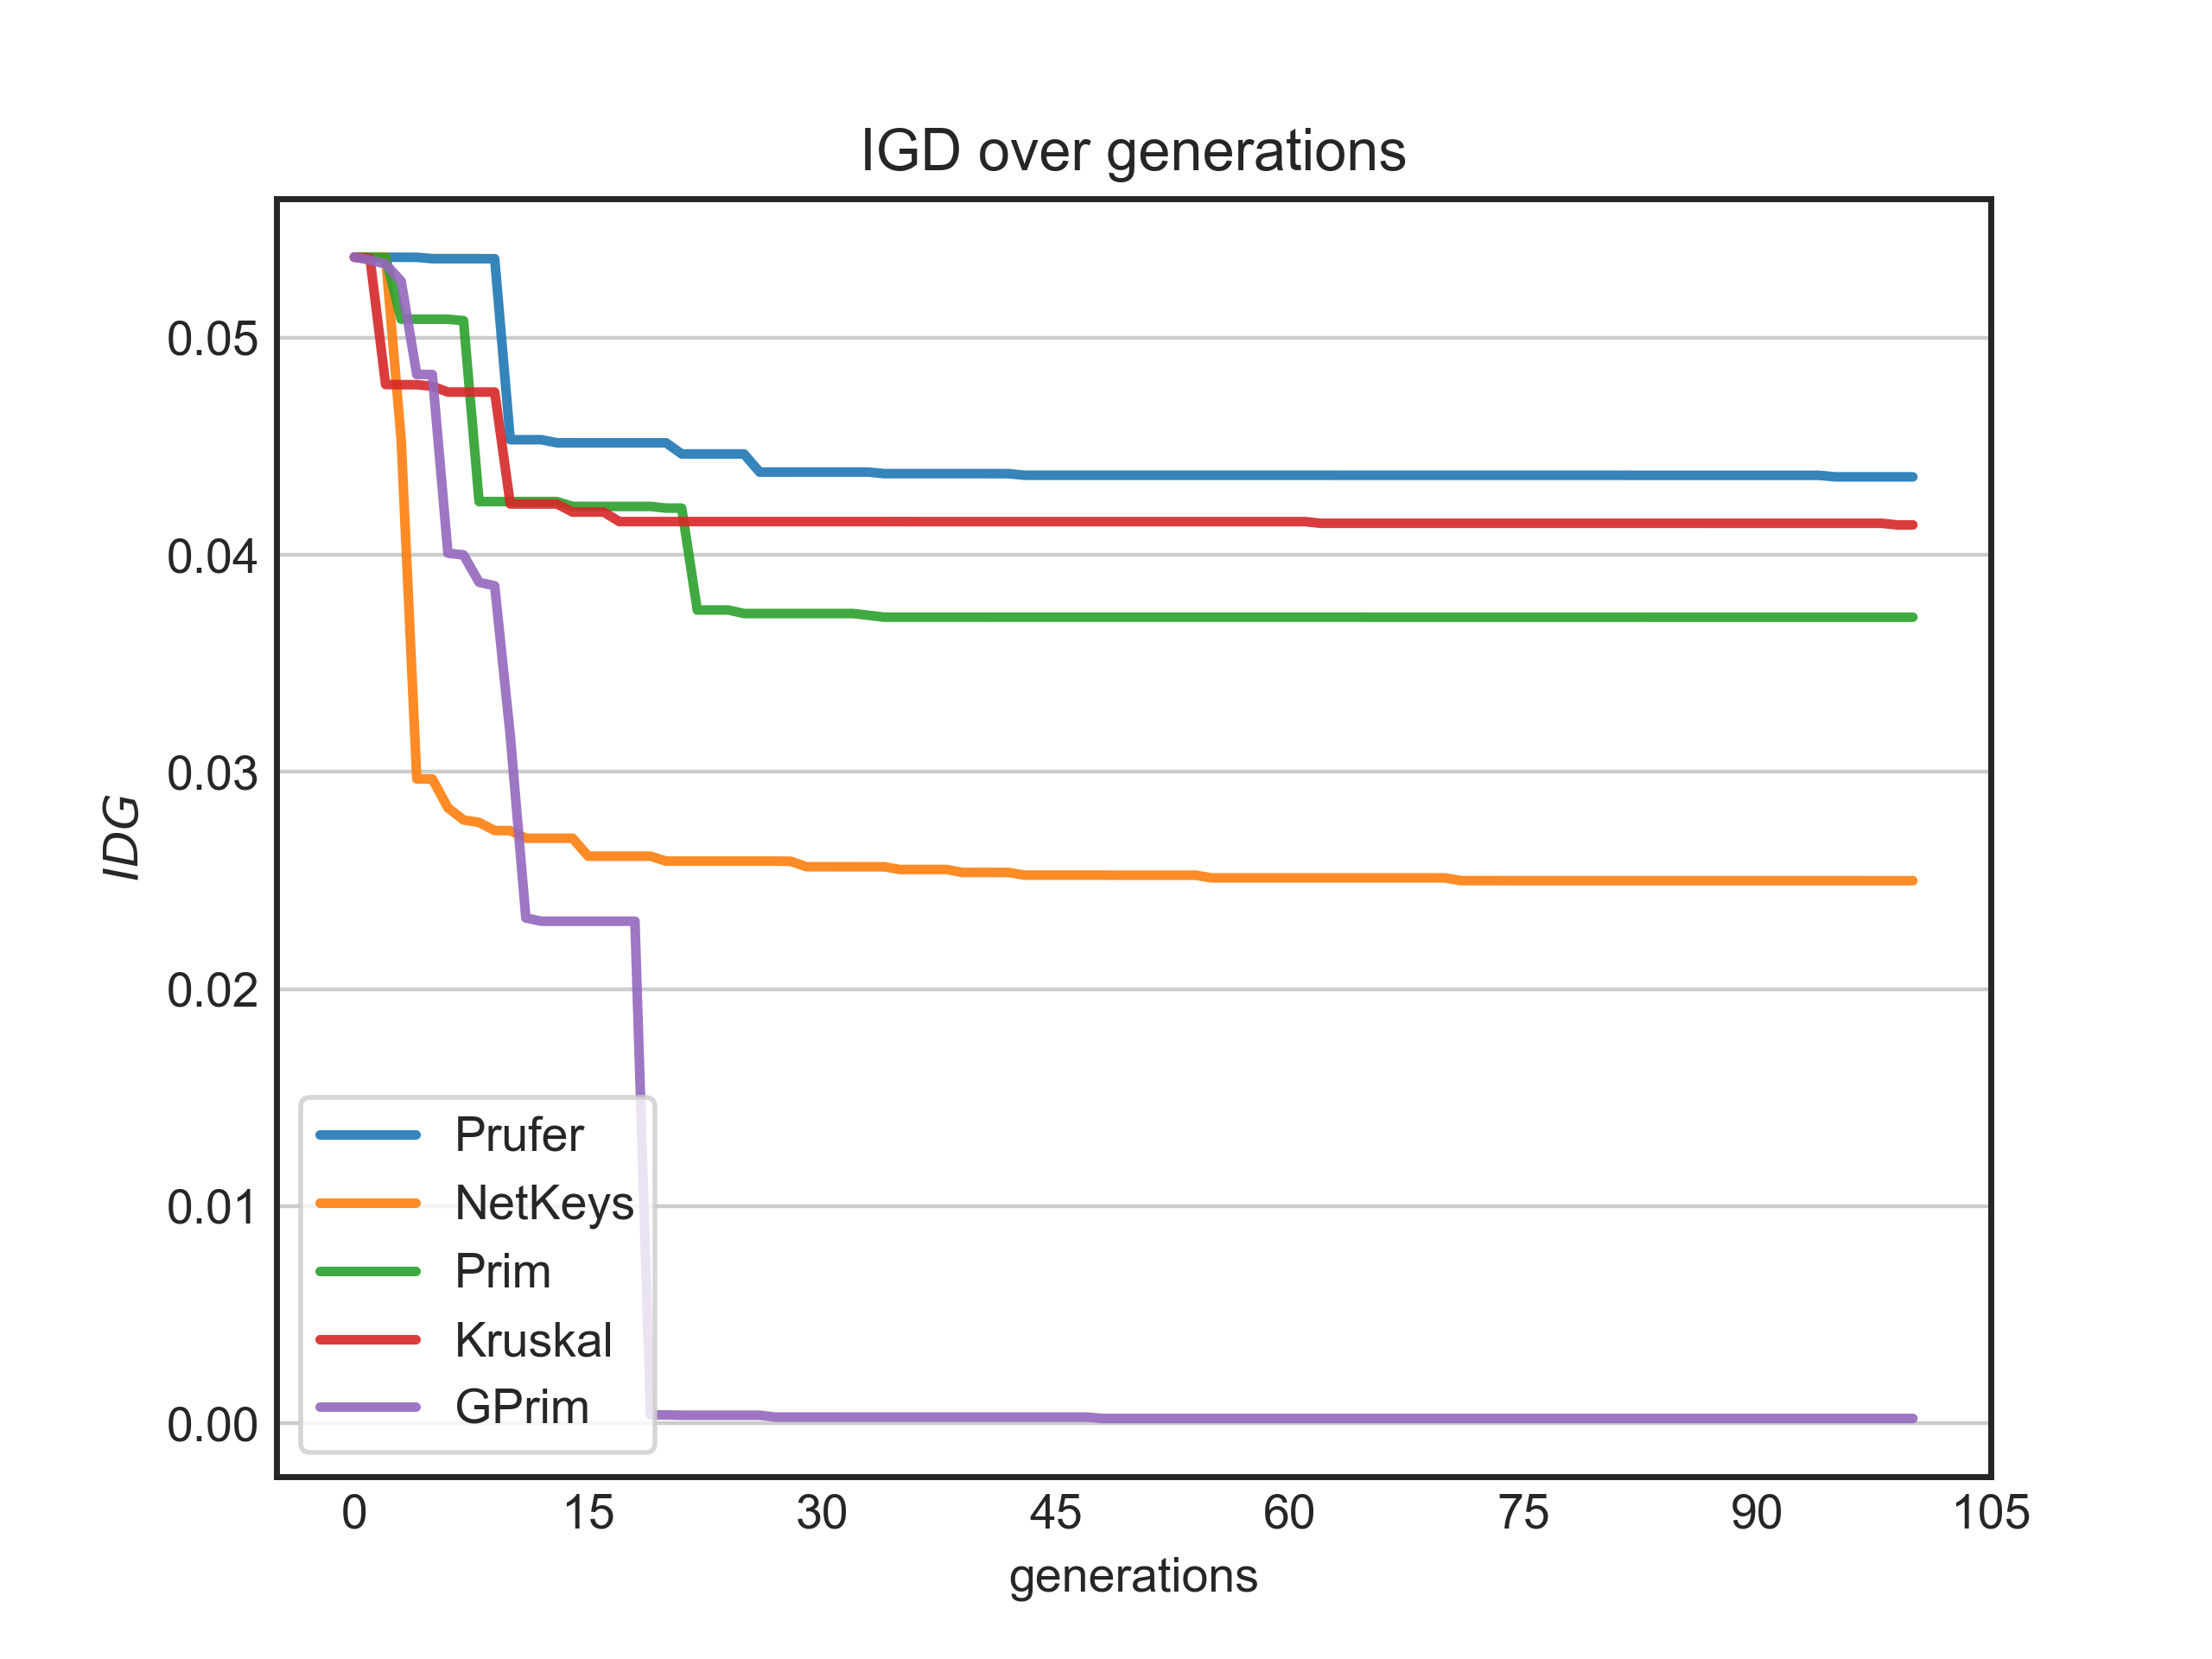 IGD over generations
0.05
0.04
0.03
0.02
0.01
0.00
IDG
Prufer
NetKeys
Prim
Kruskal
GPrim
0 15 30 45 60 75 90 105
generations